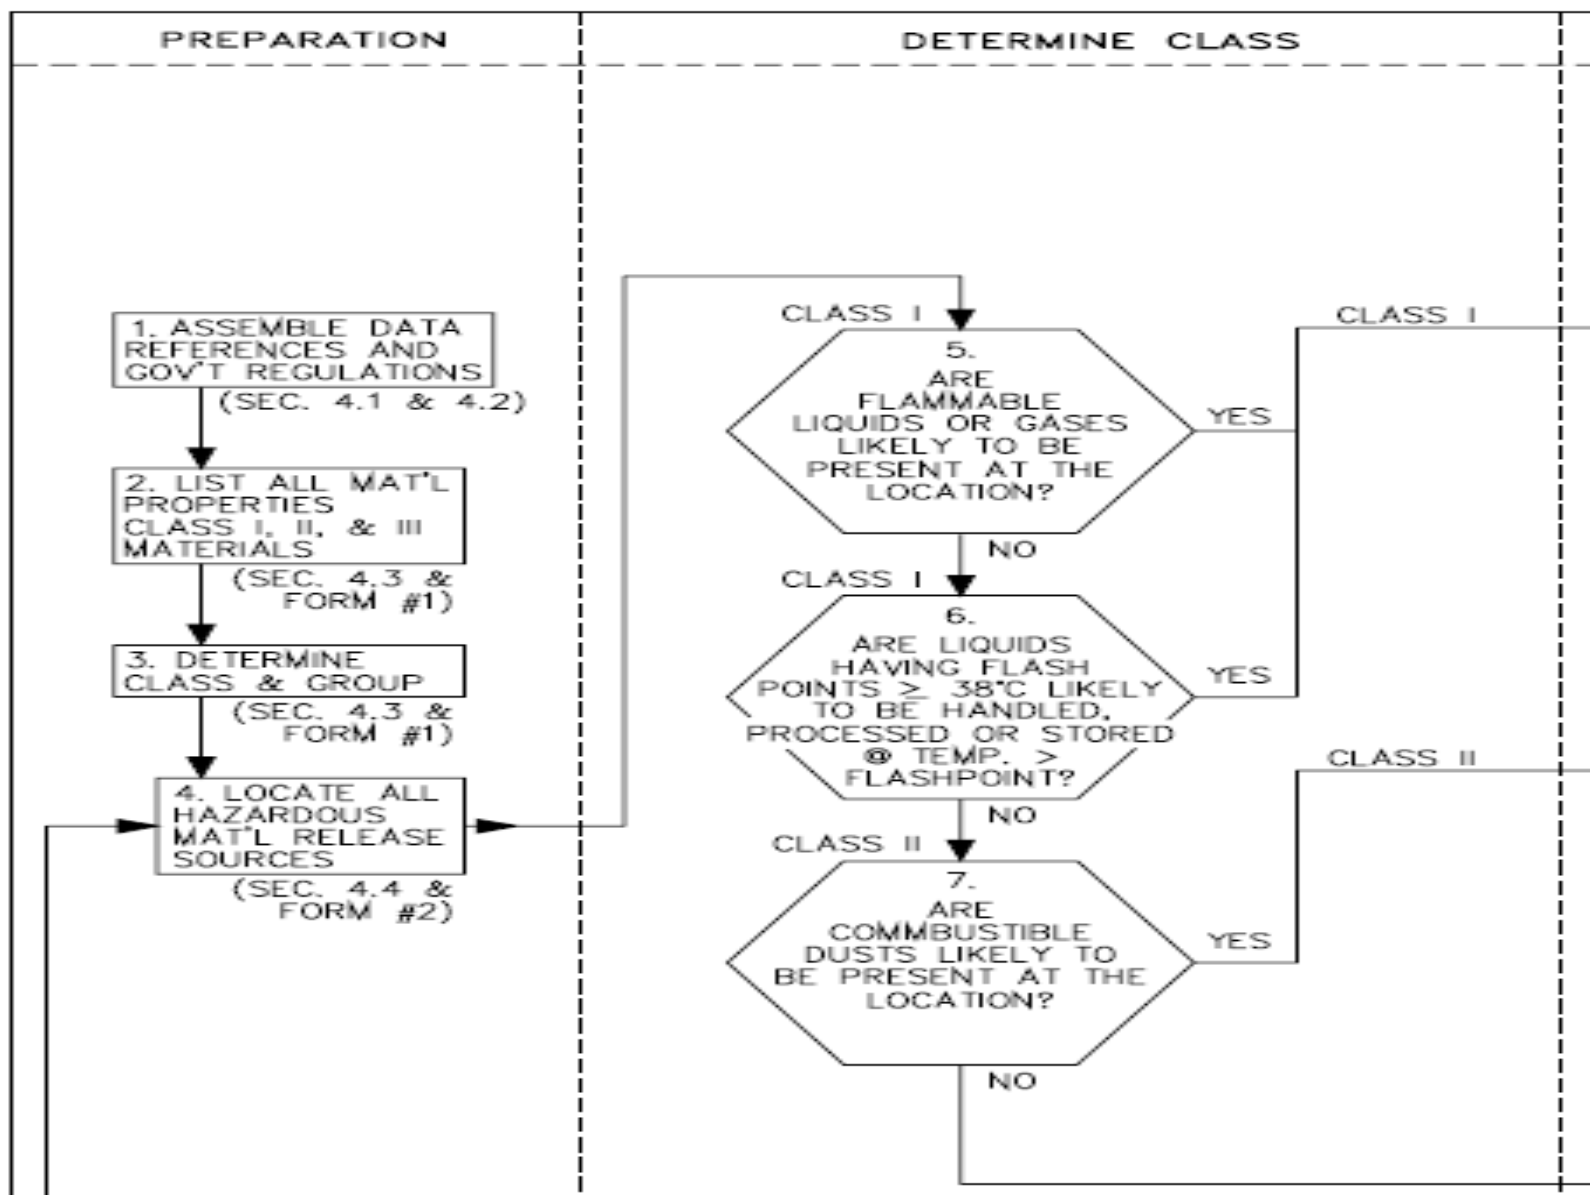 PREPARATION
DETERMINE CLASS
1. ASSEMBLE DATA
REFERENCES AND
GOV'T REGULATIONS
(SEC. 4.1 & 4.2)
2. LIST ALL MAT'L
PROPERTIES
CLASS I, II, & III
MATERIALS
(SEC. 4.3 &
FORM #1)
3. DETERMINE
CLASS & GROUP
(SEC. 4.3 &
FORM #1)
4. LOCATE ALL
HAZARDOUS
MAT'L RELEASE
SOURCES
(SEC. 4.4 &
FORM #2)
CLASS I
5.
ARE
FLAMMABLE
LIQUIDS OR GASES
LIKELY TO BE
PRESENT AT THE
LOCATION?
YES
CLASS I
NO
CLASS I
6.
ARE LIQUIDS
HAVING FLASH
POINTS ≥ 38°C LIKELY
TO BE HANDLED,
PROCESSED OR STORED
@ TEMP. >
FLASHPOINT?
YES
NO
CLASS II
7.
ARE
COMMBUSTIBLE
DUSTS LIKELY TO
BE PRESENT AT THE
LOCATION?
YES
CLASS II
NO